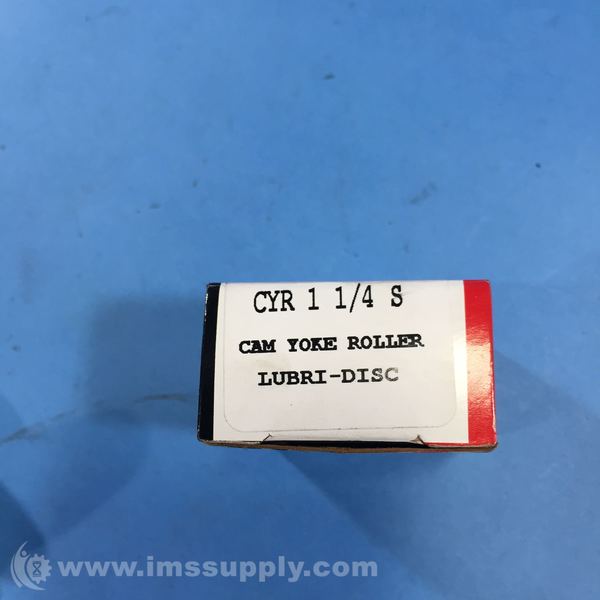 CYR 1 1/4 S
CAM YOKE ROLLER
LUBRI-DISC
www.imssupply.com